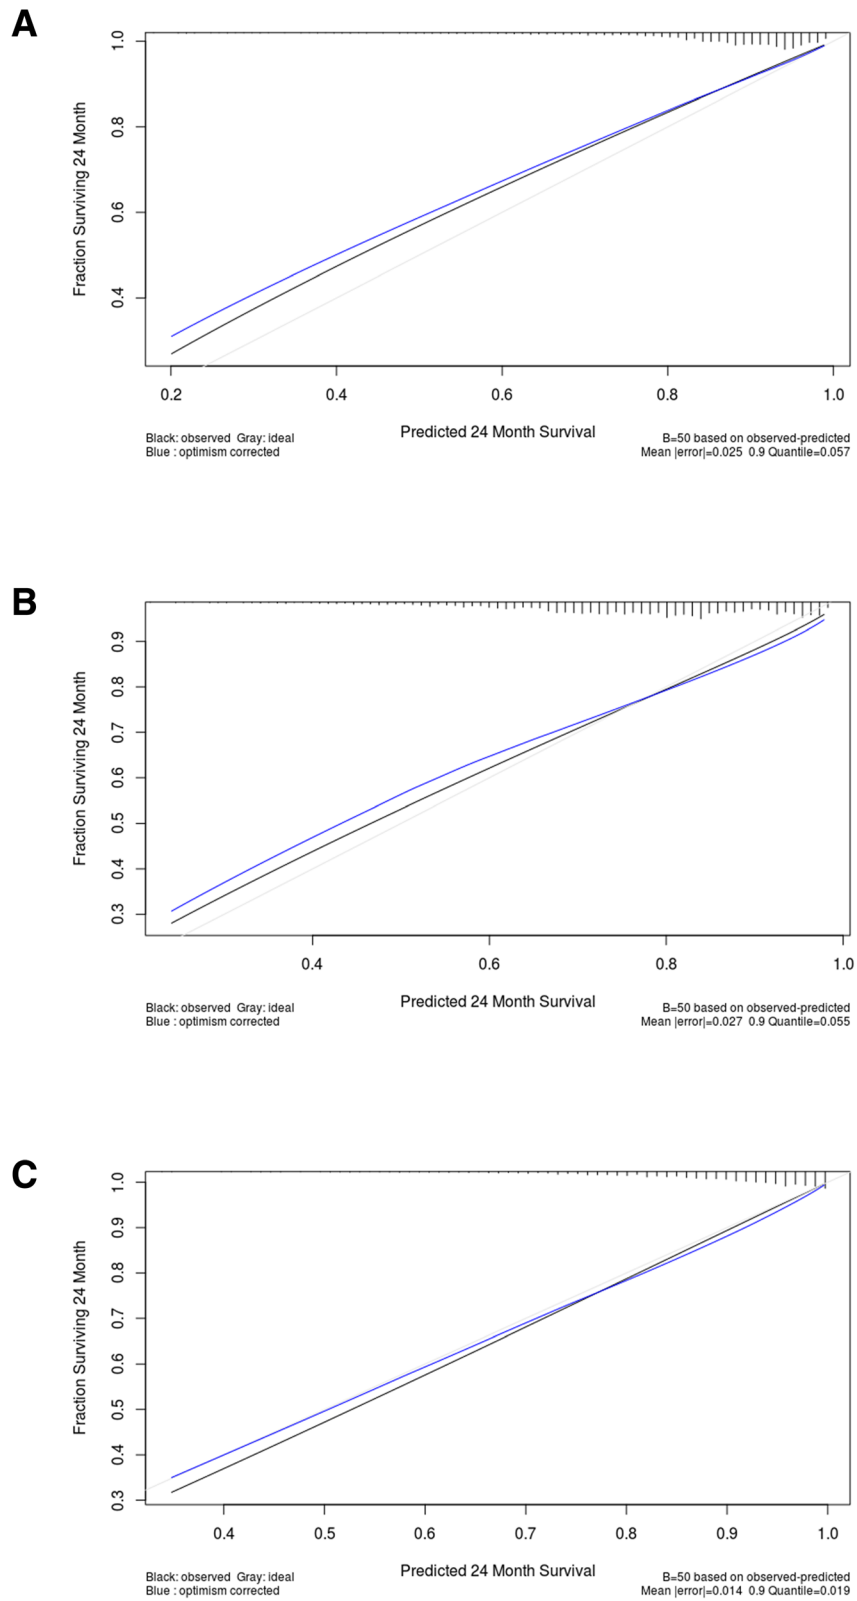 A
Fraction Surviving 24 Month
1.0
0.8
0.6
0.4
0.2 0.4 0.6 0.8 1.0
Predicted 24 Month Survival
Black: observed Gray: ideal
Blue : optimism corrected
B=50 based on observed-predicted
Mean |error|=0.025 0.9 Quantile=0.057
B
Fraction Surviving 24 Month
0.9
0.8
0.7
0.6
0.5
0.4
0.3
0.4 0.6 0.8 1.0
Predicted 24 Month Survival
Black: observed Gray: ideal
Blue : optimism corrected
B=50 based on observed-predicted
Mean |error|=0.027 0.9 Quantile=0.055
C
Fraction Surviving 24 Month
1.0
0.9
0.8
0.7
0.6
0.5
0.4
0.3
0.4 0.5 0.6 0.7 0.8 0.9 1.0
Predicted 24 Month Survival
Black: observed Gray: ideal
Blue : optimism corrected
B=50 based on observed-predicted
Mean |error|=0.014 0.9 Quantile=0.019